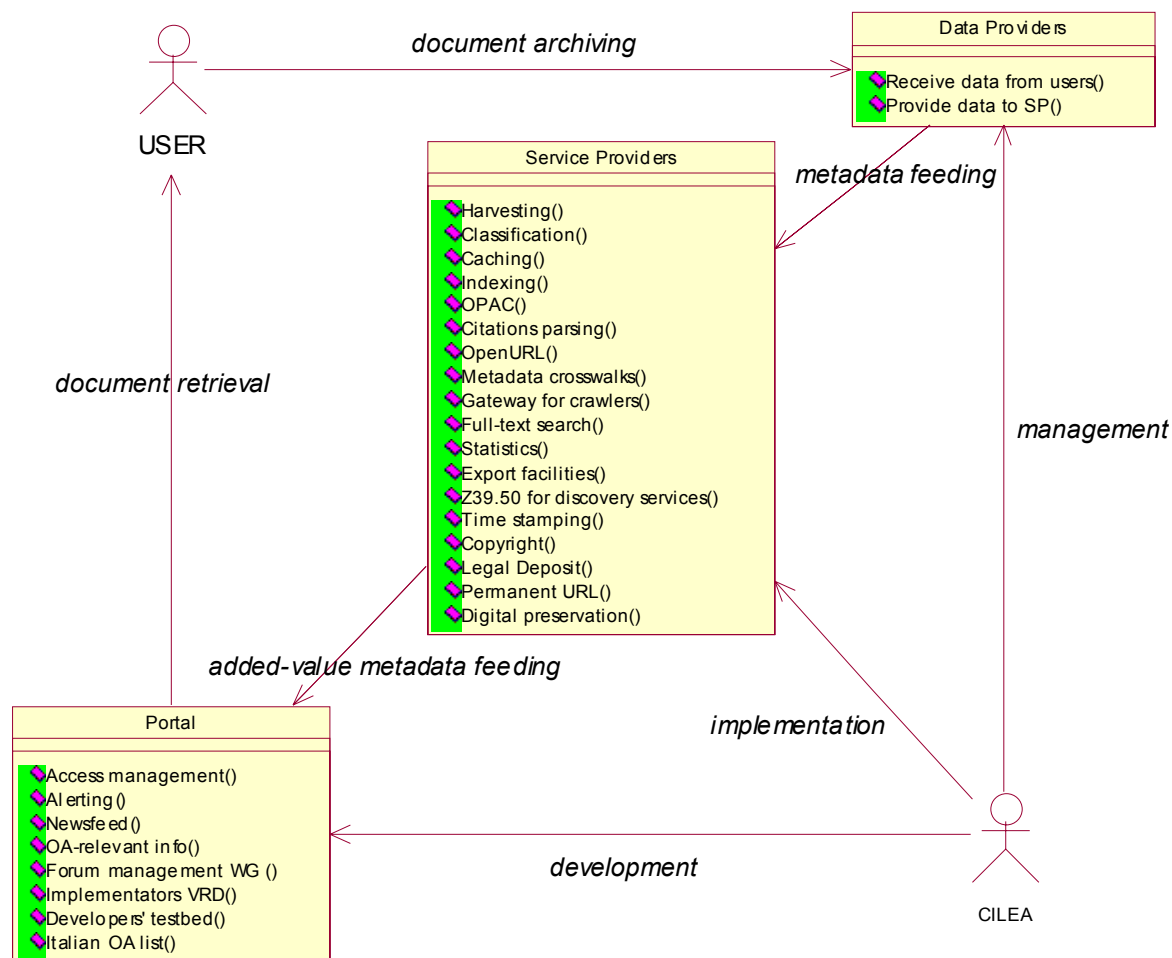 document archiving
Data Providers
Receive data from users()
Provide data to SP()
USER
Service Providers
metadata feeding
Harvesting()
Classification()
Caching()
Indexing()
OPAC()
Citations parsing()
OpenURL()
Metadata crosswalks()
Gateway for crawlers()
Full-text search()
Statistics()
Export facilities()
Z39.50 for discovery services()
Time stamping()
Copyright()
Legal Deposit()
Permanent URL()
Digital preservation()
document retrieval
management
added-value metadata feeding
implementation
Portal
Access management()
Alerting()
Newsfeed()
OA-relevant info()
Forum management WG ()
Implementators VRD()
Developers' testbed()
Italian OA list()
development
CILEA